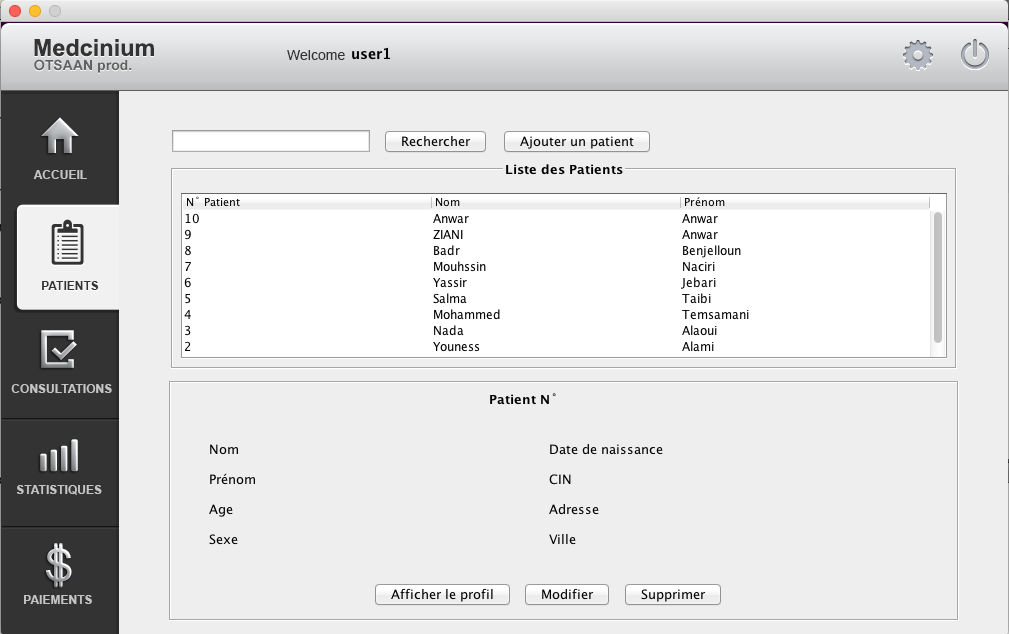 Medcinium
OTSAAN prod.
Welcome user1
ACCUEIL
PATIENTS
CONSULTATIONS
STATISTIQUES
PAIEMENTS
Rechercher Ajouter un patient
Liste des Patients
N° Patient Nom Prénom
10 Anwar Anwar
9 ZIANI Anwar
8 Badr Benjelloun
7 Mouhssin Naciri
6 Yassir Jebari
5 Salma Taibi
4 Mohammed Temsamani
3 Nada Alaoui
2 Youness Alami
Patient N°
Nom Date de naissance
Prénom CIN
Age Adresse
Sexe Ville
Afficher le profil Modifier Supprimer